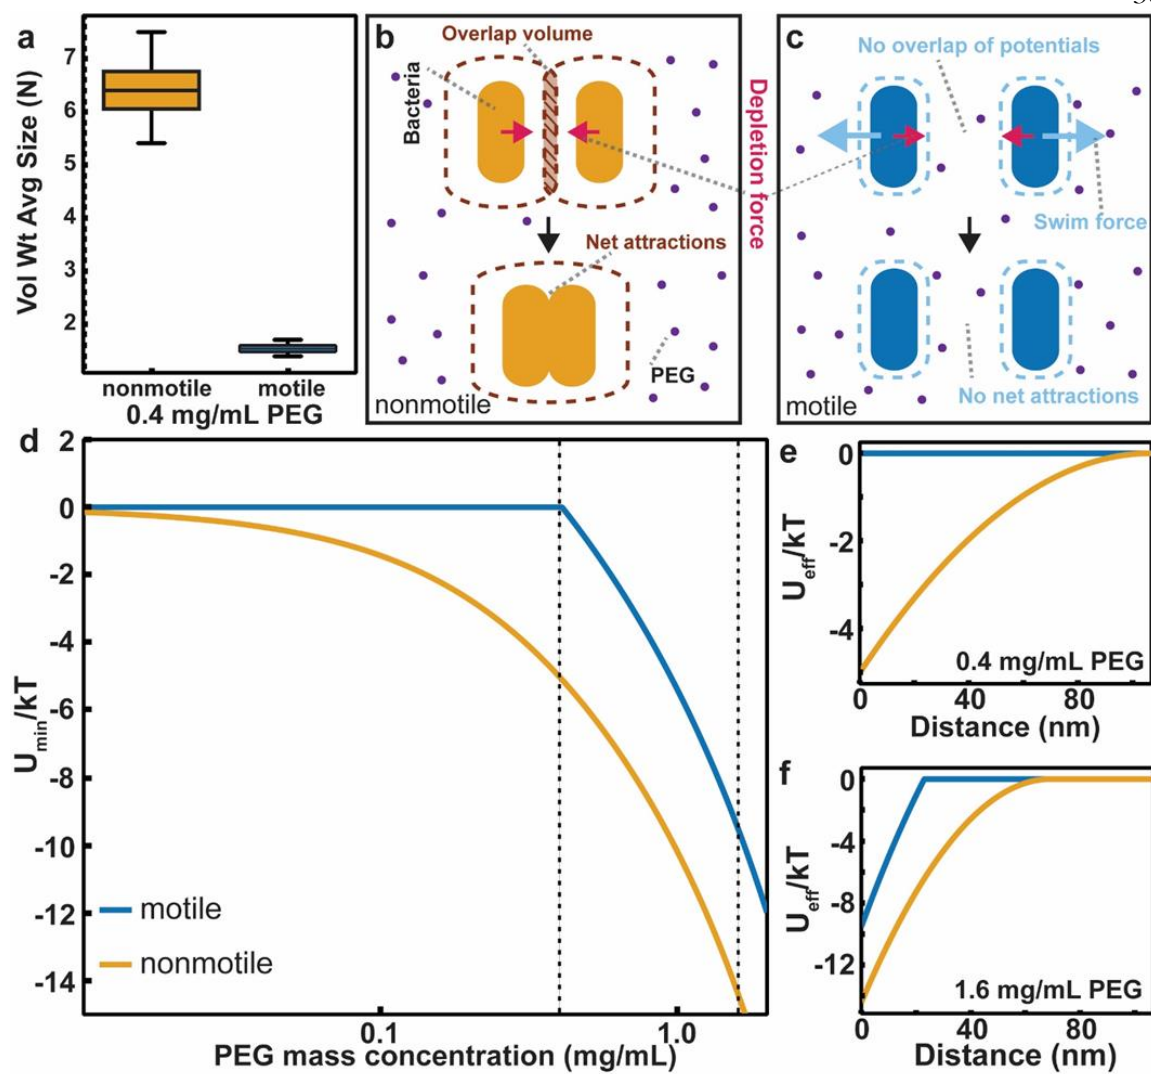 a
Vol Wt Avg Size (N)
7
6
5
4
3
2
nonmotile
motile
0.4 mg/mL PEG
b
Overlap volume
Bacteria
Depletion force
Net attractions
PEG
nonmotile
c
No overlap of potentials
Swim force
No net attractions
motile
d
U_min/kT
2
0
-2
-4
-6
-8
-10
-12
-14
motile
nonmotile
0.1
1.0
PEG mass concentration (mg/mL)
e
U_eff/kT
0
-2
-4
0.4 mg/mL PEG
0
40
80
Distance (nm)
f
U_eff/kT
0
-4
-8
-12
1.6 mg/mL PEG
0
40
80
Distance (nm)